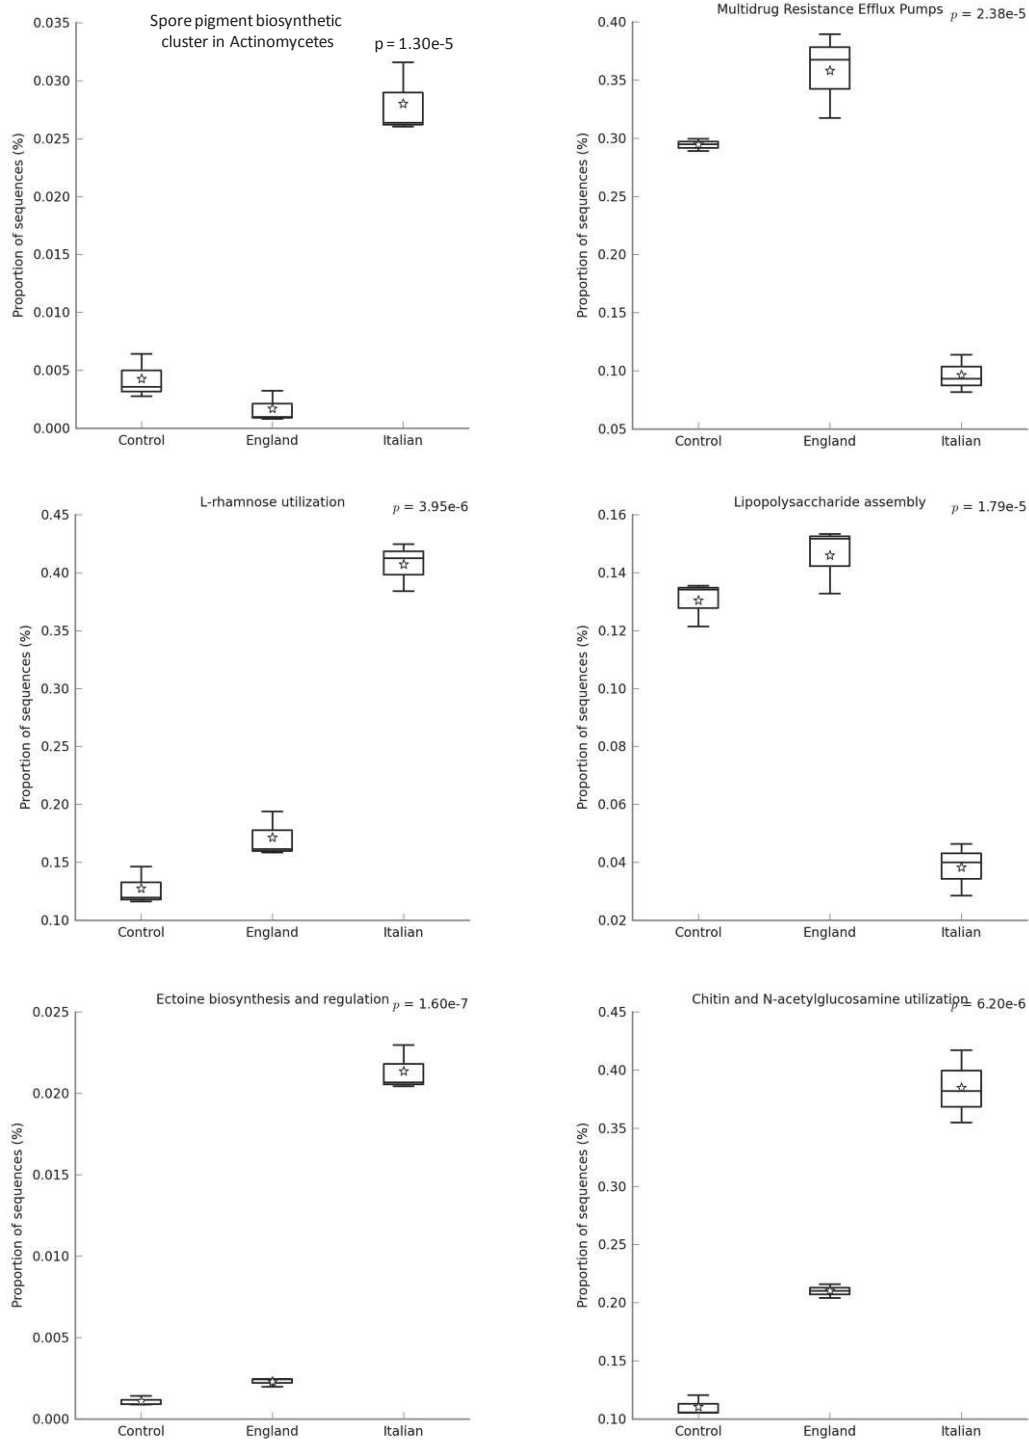 Spore pigment biosynthetic
cluster in Actinomycetes
p = 1.30e-5
Proportion of sequences (%)
0.035
0.030
0.025
0.020
0.015
0.010
0.005
0.000
Control England Italian
Multidrug Resistance Efflux Pumps
p = 2.38e-5
Proportion of sequences (%)
0.40
0.35
0.30
0.25
0.20
0.15
0.10
0.05
Control England Italian
L-rhamnose utilization
p = 3.95e-6
Proportion of sequences (%)
0.45
0.40
0.35
0.30
0.25
0.20
0.15
0.10
Control England Italian
Lipopolysaccharide assembly
p = 1.79e-5
Proportion of sequences (%)
0.16
0.14
0.12
0.10
0.08
0.06
0.04
0.02
Control England Italian
Ectoine biosynthesis and regulation
p = 1.60e-7
Proportion of sequences (%)
0.025
0.020
0.015
0.010
0.005
0.000
Control England Italian
Chitin and N-acetylglucosamine utilization
p = 6.20e-6
Proportion of sequences (%)
0.45
0.40
0.35
0.30
0.25
0.20
0.15
0.10
Control England Italian